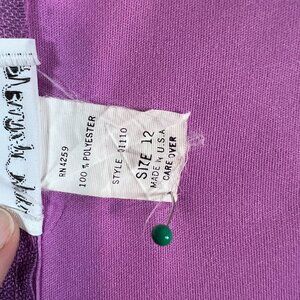 RN4259
100% POLYESTER
STYLE 01110
SIZE 12
MADE IN U.S.A
CARE OVER